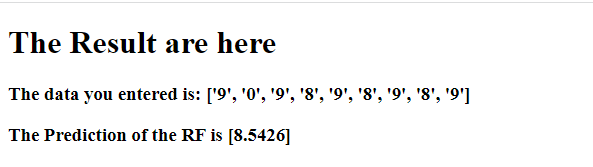 The Result are here
The data you entered is: ['9', '0', '9', '8', '9', '8', '9', '8', '9']
The Prediction of the RF is [8.5426]